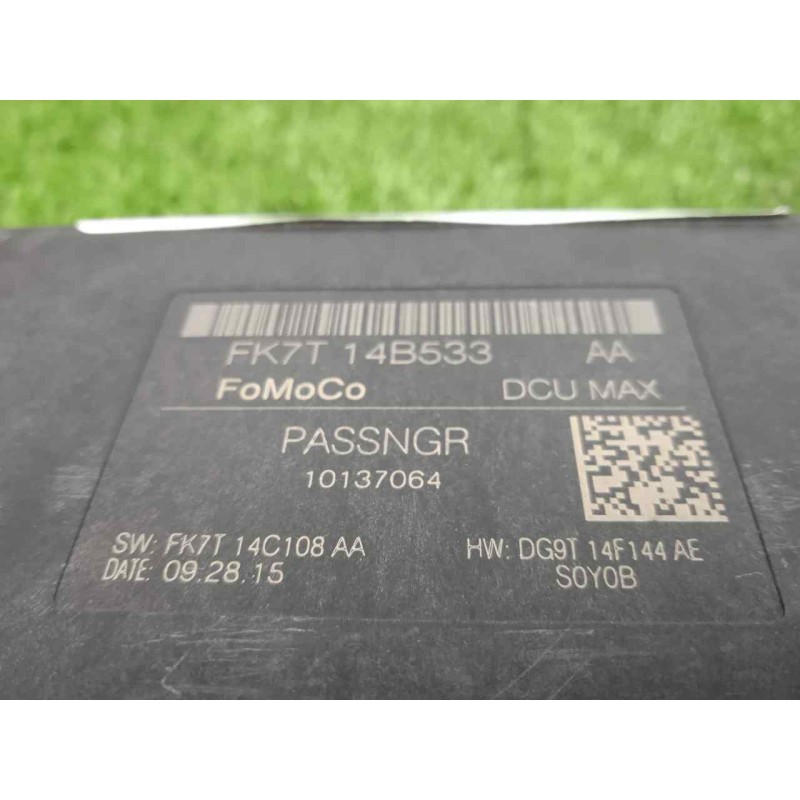 FK7T 14B533 AA
FoMoCo DCU MAX
PASSNGR
10137064
SW: FK7T 14C108 AA HW: DG9T 14F144 AE
DATE: 09.28.15 S0Y0B